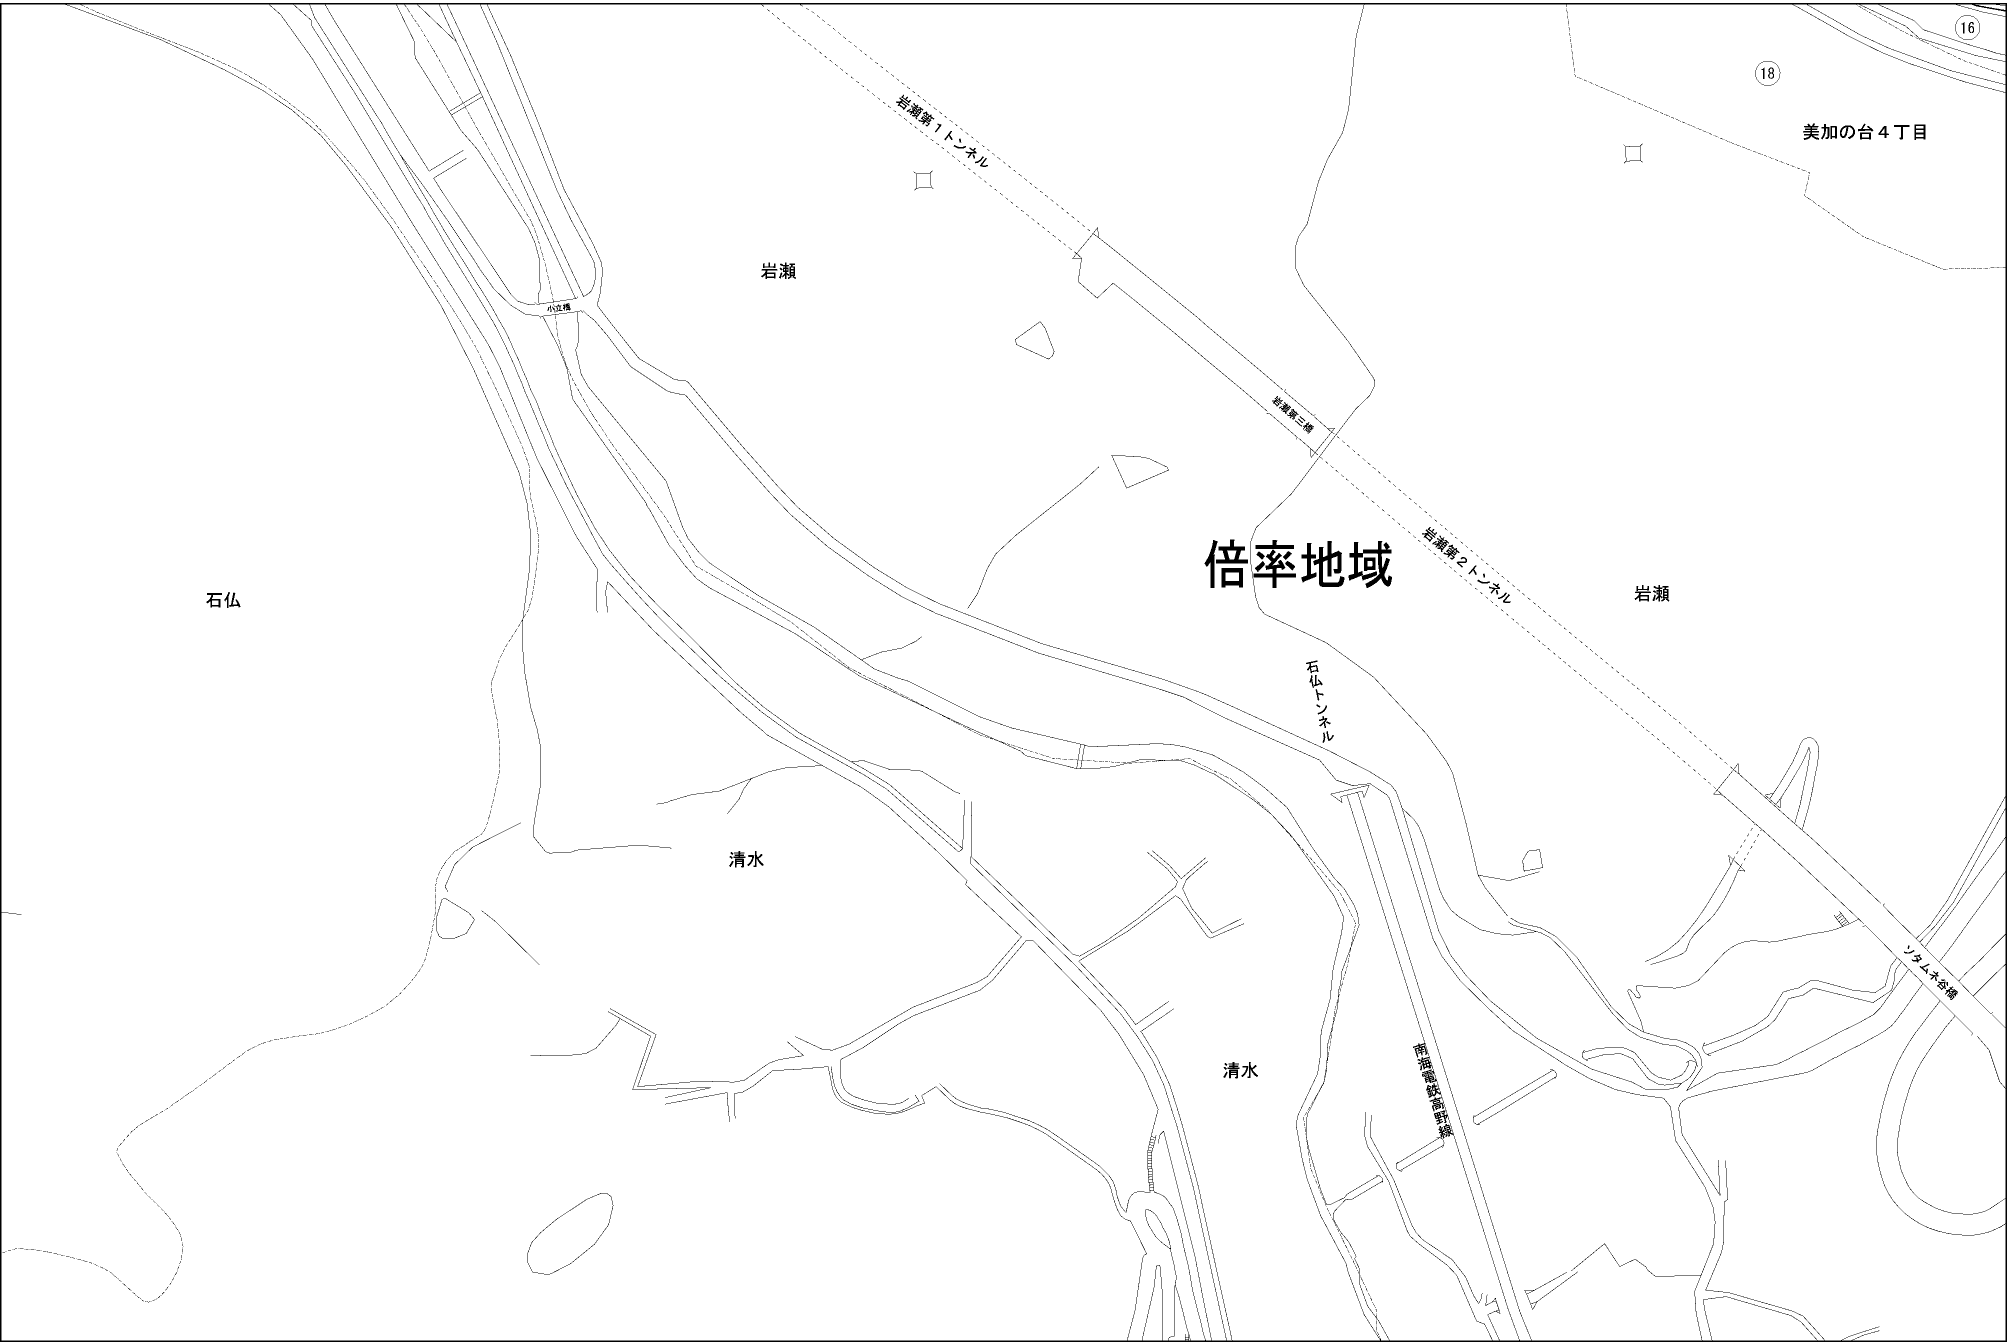 16
18
美加の台4丁目
岩瀬第1トンネル
岩瀬
小立橋
岩瀬第三橋
倍率地域
岩瀬第2トンネル
岩瀬
石仏
石仏トンネル
清水
ソタムネ谷橋
清水
南海電鉄高野線